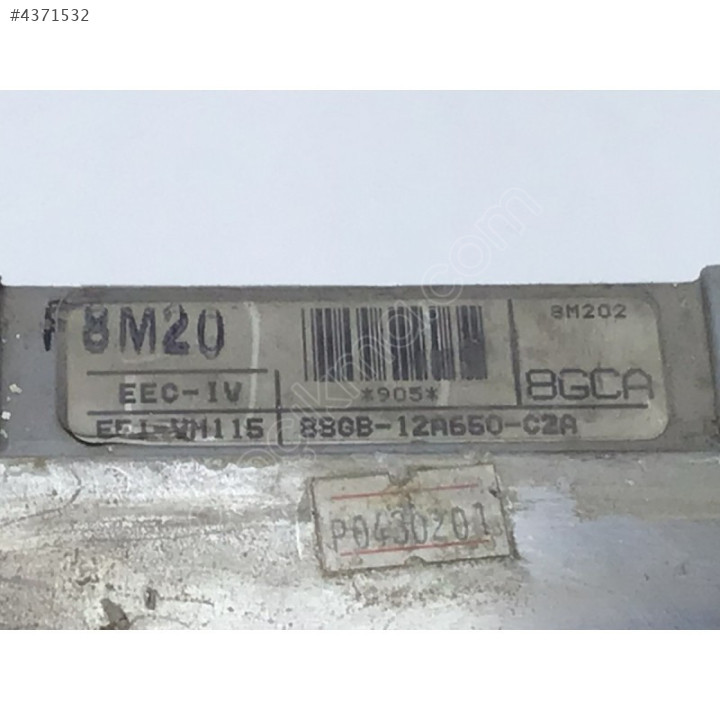 #4371532
8M20
8M202
EEC-IV
*905*
8GCA
88GB-12A650-C2A
P0430201